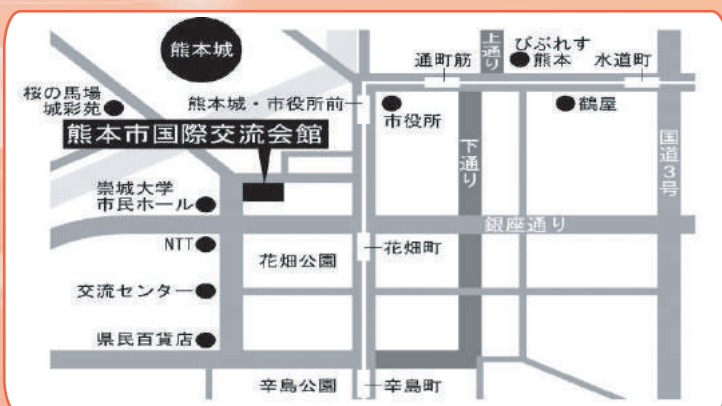 熊本城
上通り
びぷれす
熊本
水道町
通町筋
桜の馬場
城彩苑
熊本城・市役所前
市役所
鶴屋
熊本市国際交流会館
下通り
国道3号
崇城大学
市民ホール
銀座通り
NTT
花畑公園
花畑町
交流センター
県民百貨店
辛島公園
辛島町